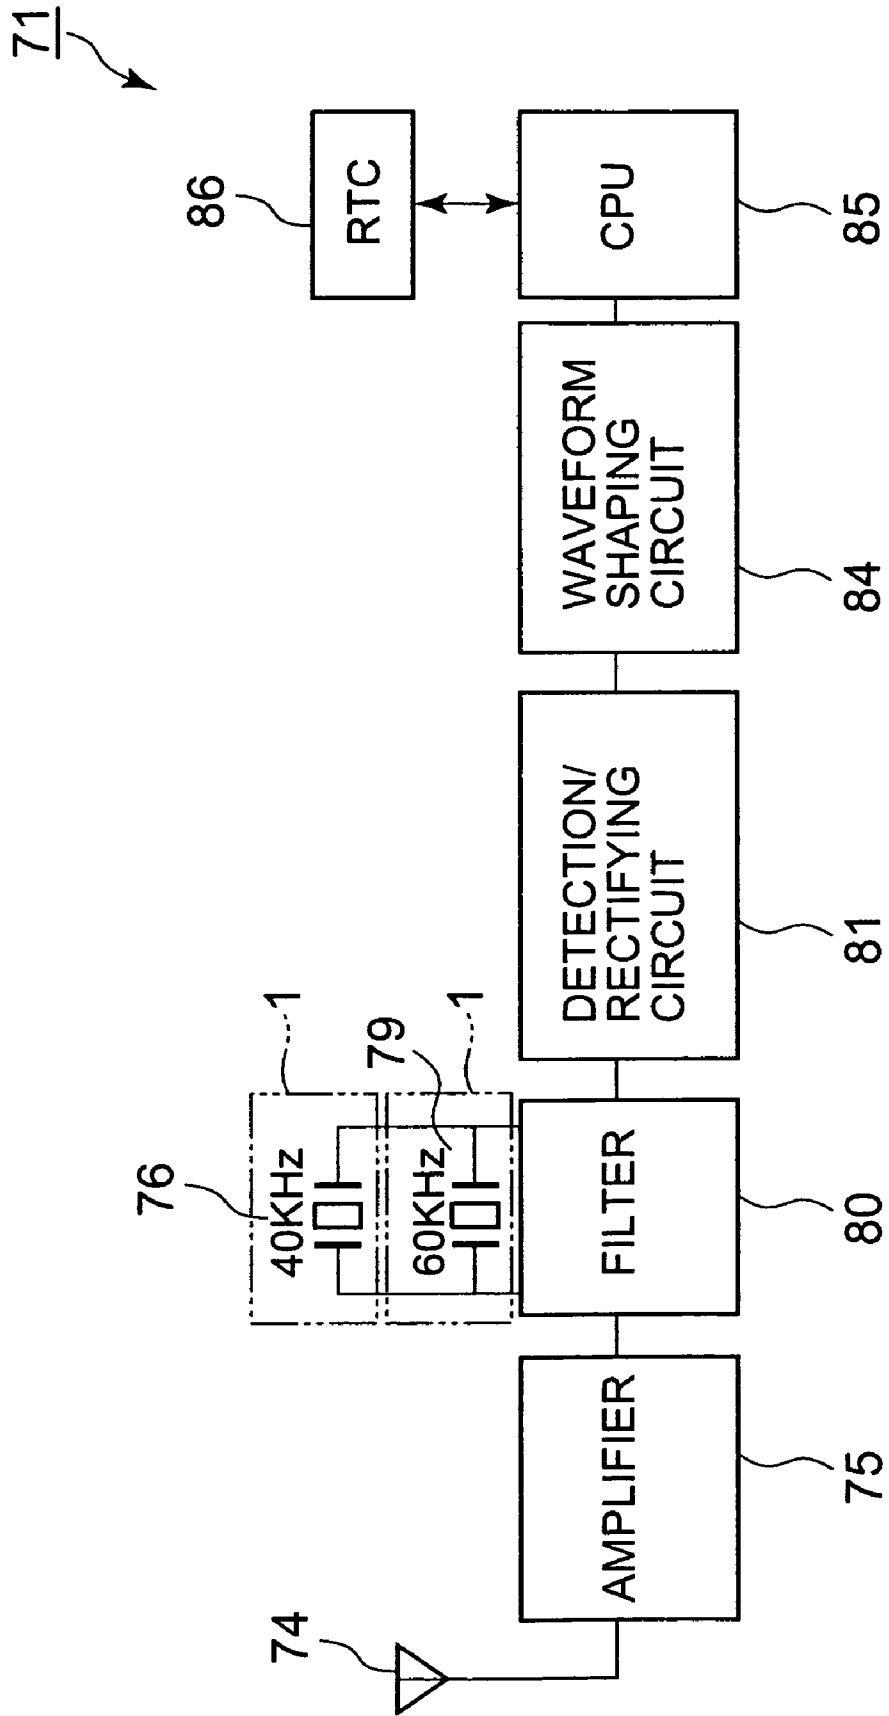 71
74
AMPLIFIER
75
76
40KHz
1
79
60KHz
1
FILTER
80
DETECTION/
RECTIFYING
CIRCUIT
81
WAVEFORM
SHAPING
CIRCUIT
84
86
RTC
CPU
85